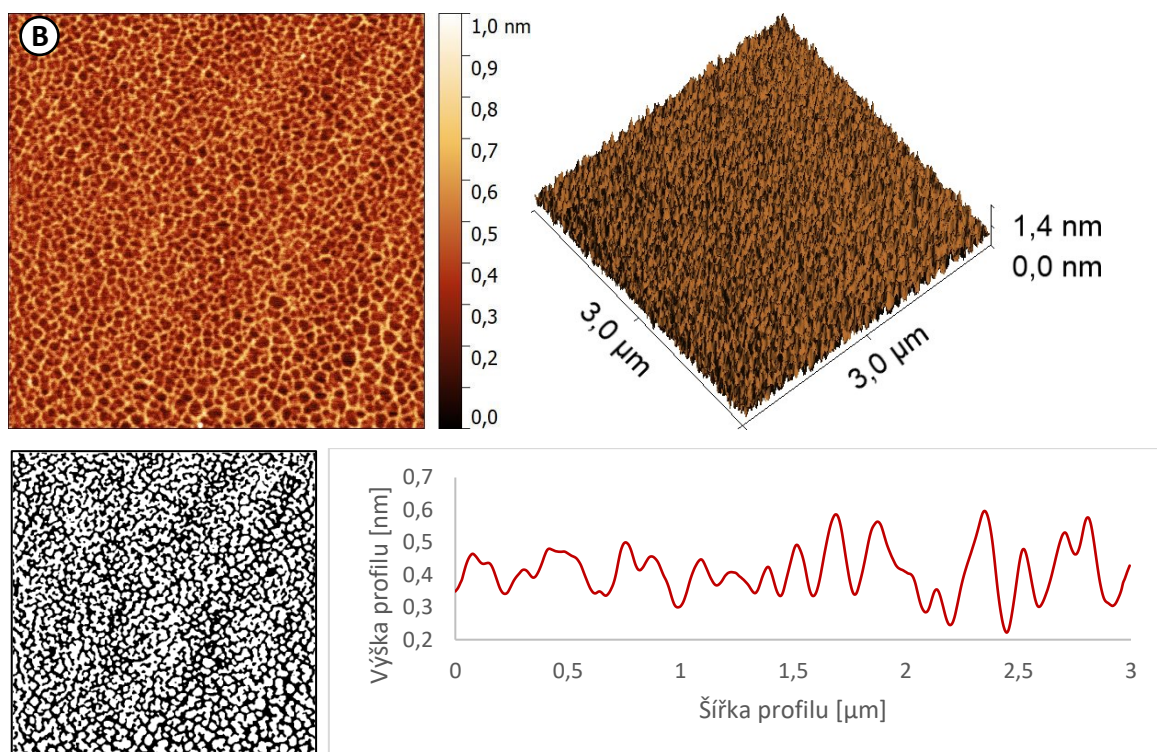 B
1,0 nm
0,9
0,8
0,7
0,6
0,5
0,4
0,3
0,2
0,0
3,0 µm
3,0 µm
1,4 nm
0,0 nm
Výška profilu [nm]
0,7
0,6
0,5
0,4
0,3
0,2
0
0,5
1
1,5
2
2,5
3
Šířka profilu [µm]